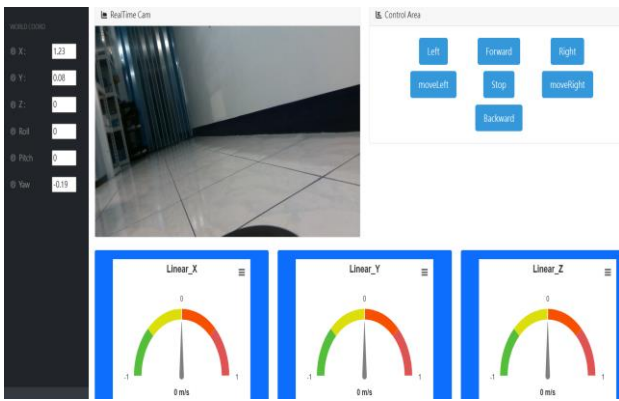 WORLD COORD
X : 1.23
Y : 0.08
Z : 0
Roll 0
Pitch 0
Yaw -0.19
RealTime Cam
Control Area
Left Forward Right
moveLeft Stop moveRight
Backward
Linear_X
0
-1 1
0 m/s
Linear_Y
0
-1 1
0 m/s
Linear_Z
0
-1 1
0 m/s